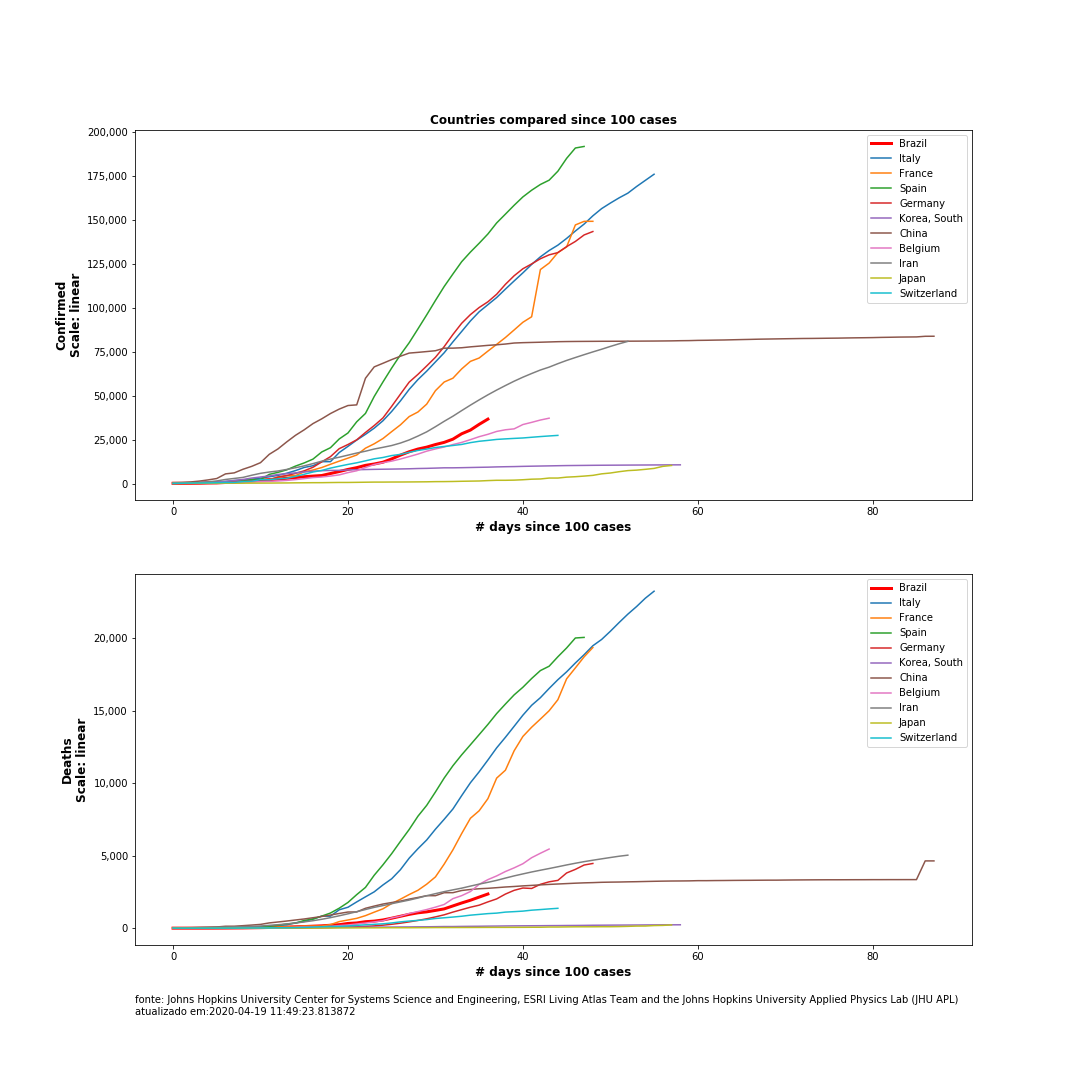 Countries compared since 100 cases
200,000
175,000
150,000
125,000
100,000
75,000
50,000
25,000
0
Confirmed
Scale: linear
Brazil
Italy
France
Spain
Germany
Korea, South
China
Belgium
Iran
Japan
Switzerland
0 20 40 60 80
# days since 100 cases
20,000
15,000
10,000
5,000
0
Deaths
Scale: linear
Brazil
Italy
France
Spain
Germany
Korea, South
China
Belgium
Iran
Japan
Switzerland
0 20 40 60 80
# days since 100 cases
fonte: Johns Hopkins University Center for Systems Science and Engineering, ESRI Living Atlas Team and the Johns Hopkins University Applied Physics Lab (JHU APL)
atualizado em:2020-04-19 11:49:23.813872